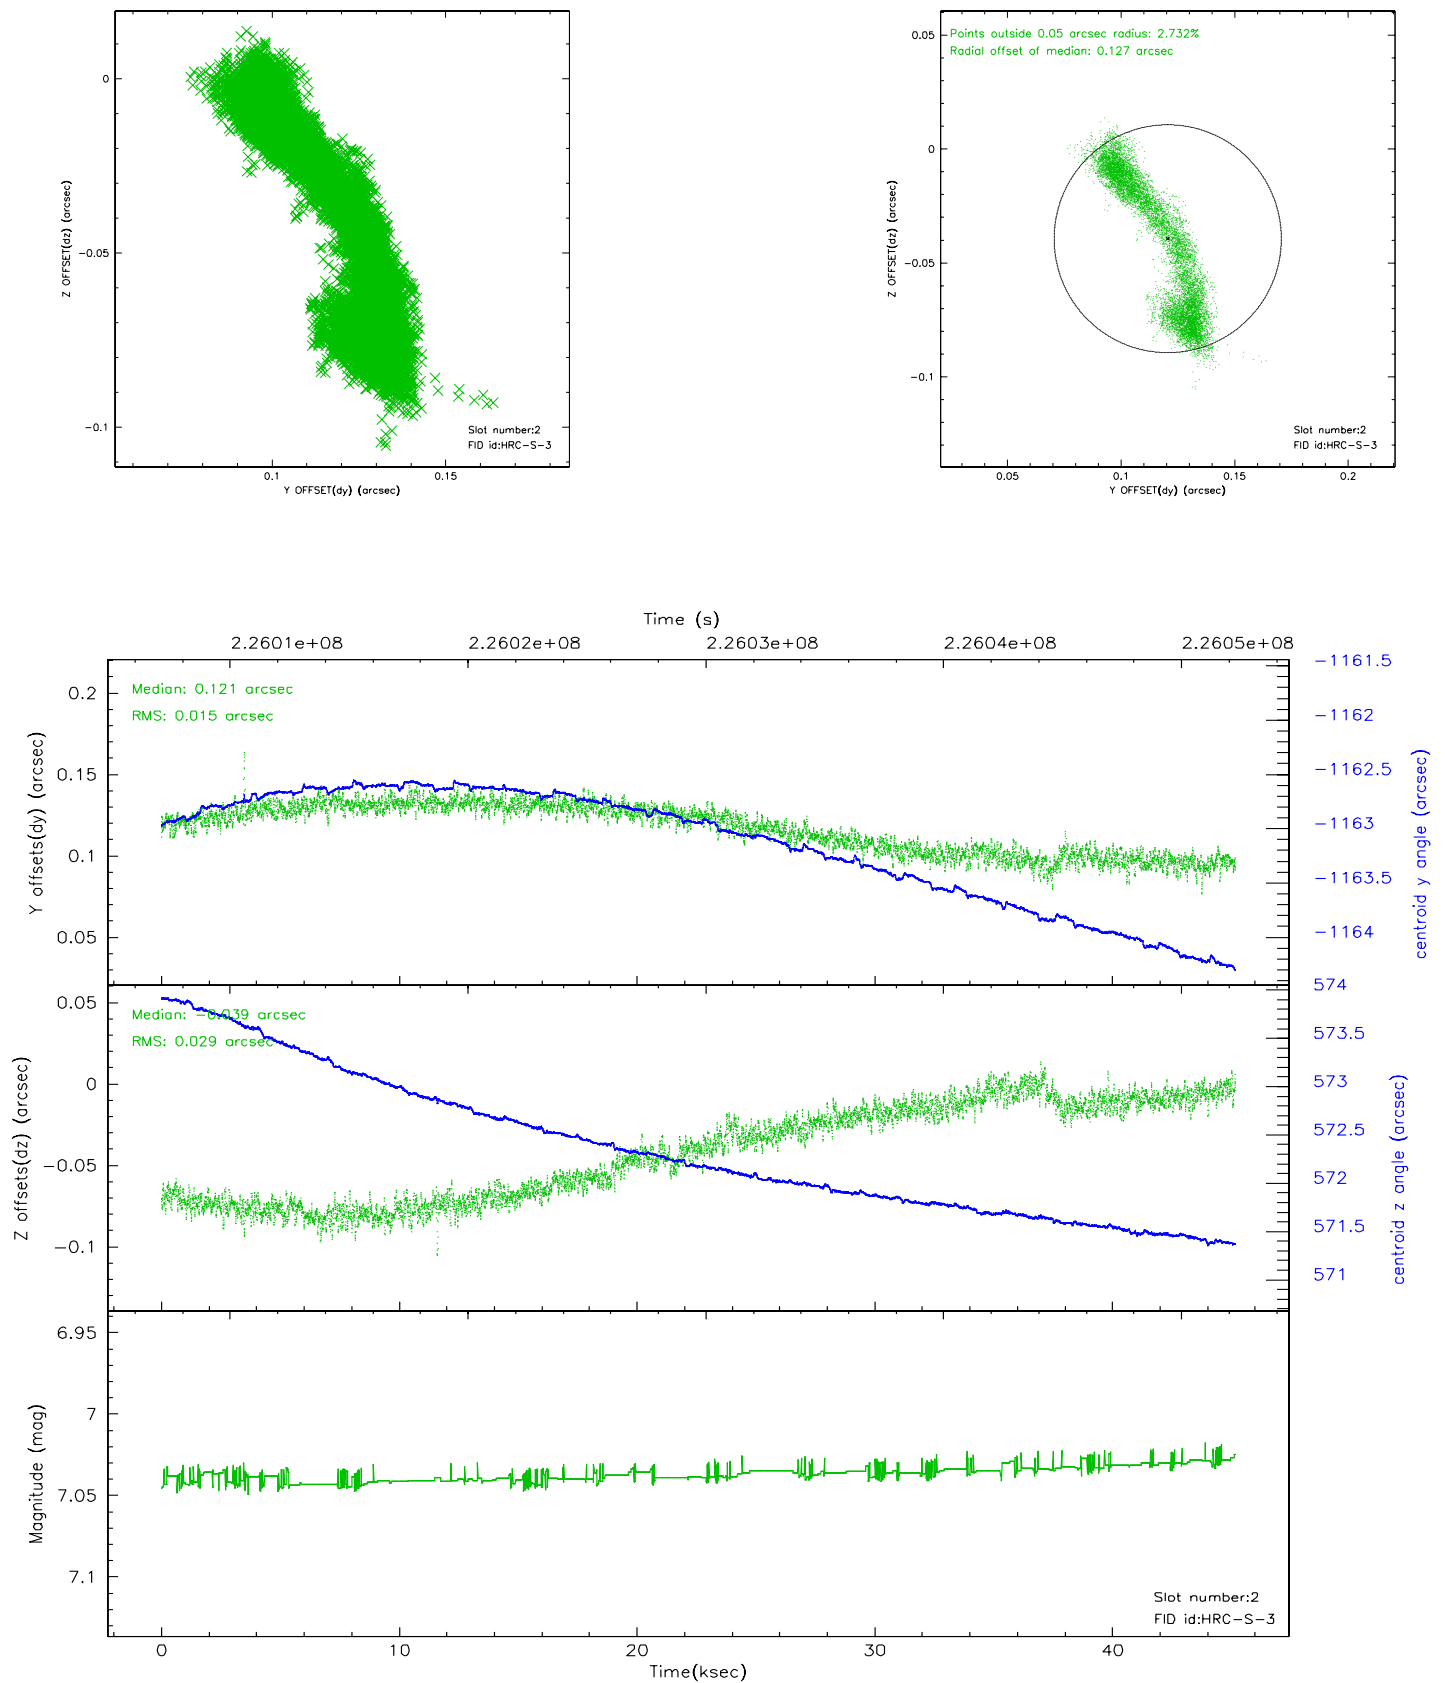 0
-0.05
-0.1
Z OFFSET(dz) (arcsec)
0.1
0.15
Y OFFSET(dy) (arcsec)
Slot number:2
FID id:HRC-S-3
Points outside 0.05 arcsec radius: 2.732%
Radial offset of median: 0.127 arcsec
0.05
0
-0.05
-0.1
Z OFFSET(dz) (arcsec)
0.05
0.1
0.15
0.2
Y OFFSET(dy) (arcsec)
Slot number:2
FID id:HRC-S-3
Time (s)
2.2601e+08
2.2602e+08
2.2603e+08
2.2604e+08
2.2605e+08
Median: 0.121 arcsec
RMS: 0.015 arcsec
0.2
0.15
0.1
0.05
Y offsets(dy) (arcsec)
-1161.5
-1162
-1162.5
-1163
-1163.5
-1164
centroid y angle (arcsec)
Median: -0.039 arcsec
RMS: 0.029 arcsec
0.05
0
-0.05
-0.1
Z offsets(dz) (arcsec)
574
573.5
573
572.5
572
571.5
571
centroid z angle (arcsec)
6.95
7
7.05
7.1
Magnitude (mag)
Slot number:2
FID id:HRC-S-3
0
10
20
30
40
Time(ksec)